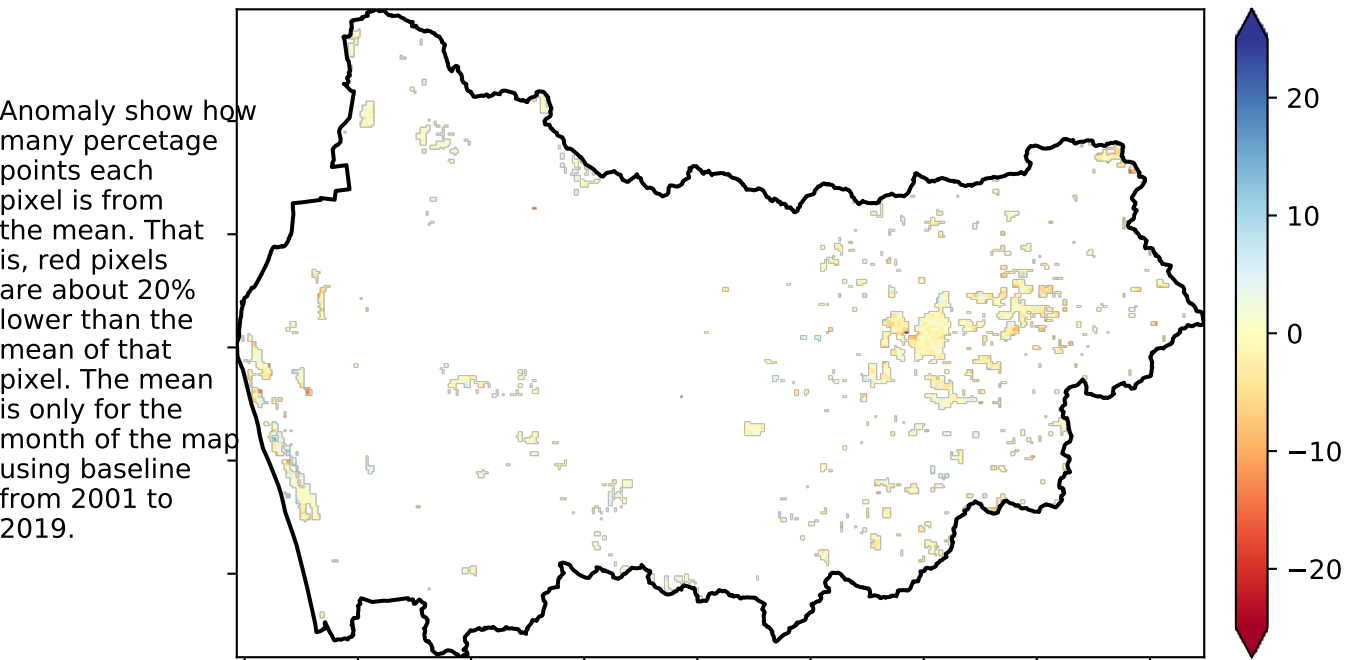 Anomaly show how
many percetage
points each
pixel is from
the mean. That
is, red pixels
are about 20%
lower than the
mean of that
pixel. The mean
is only for the
month of the map
using baseline
from 2001 to
2019.
20
10
0
−10
−20